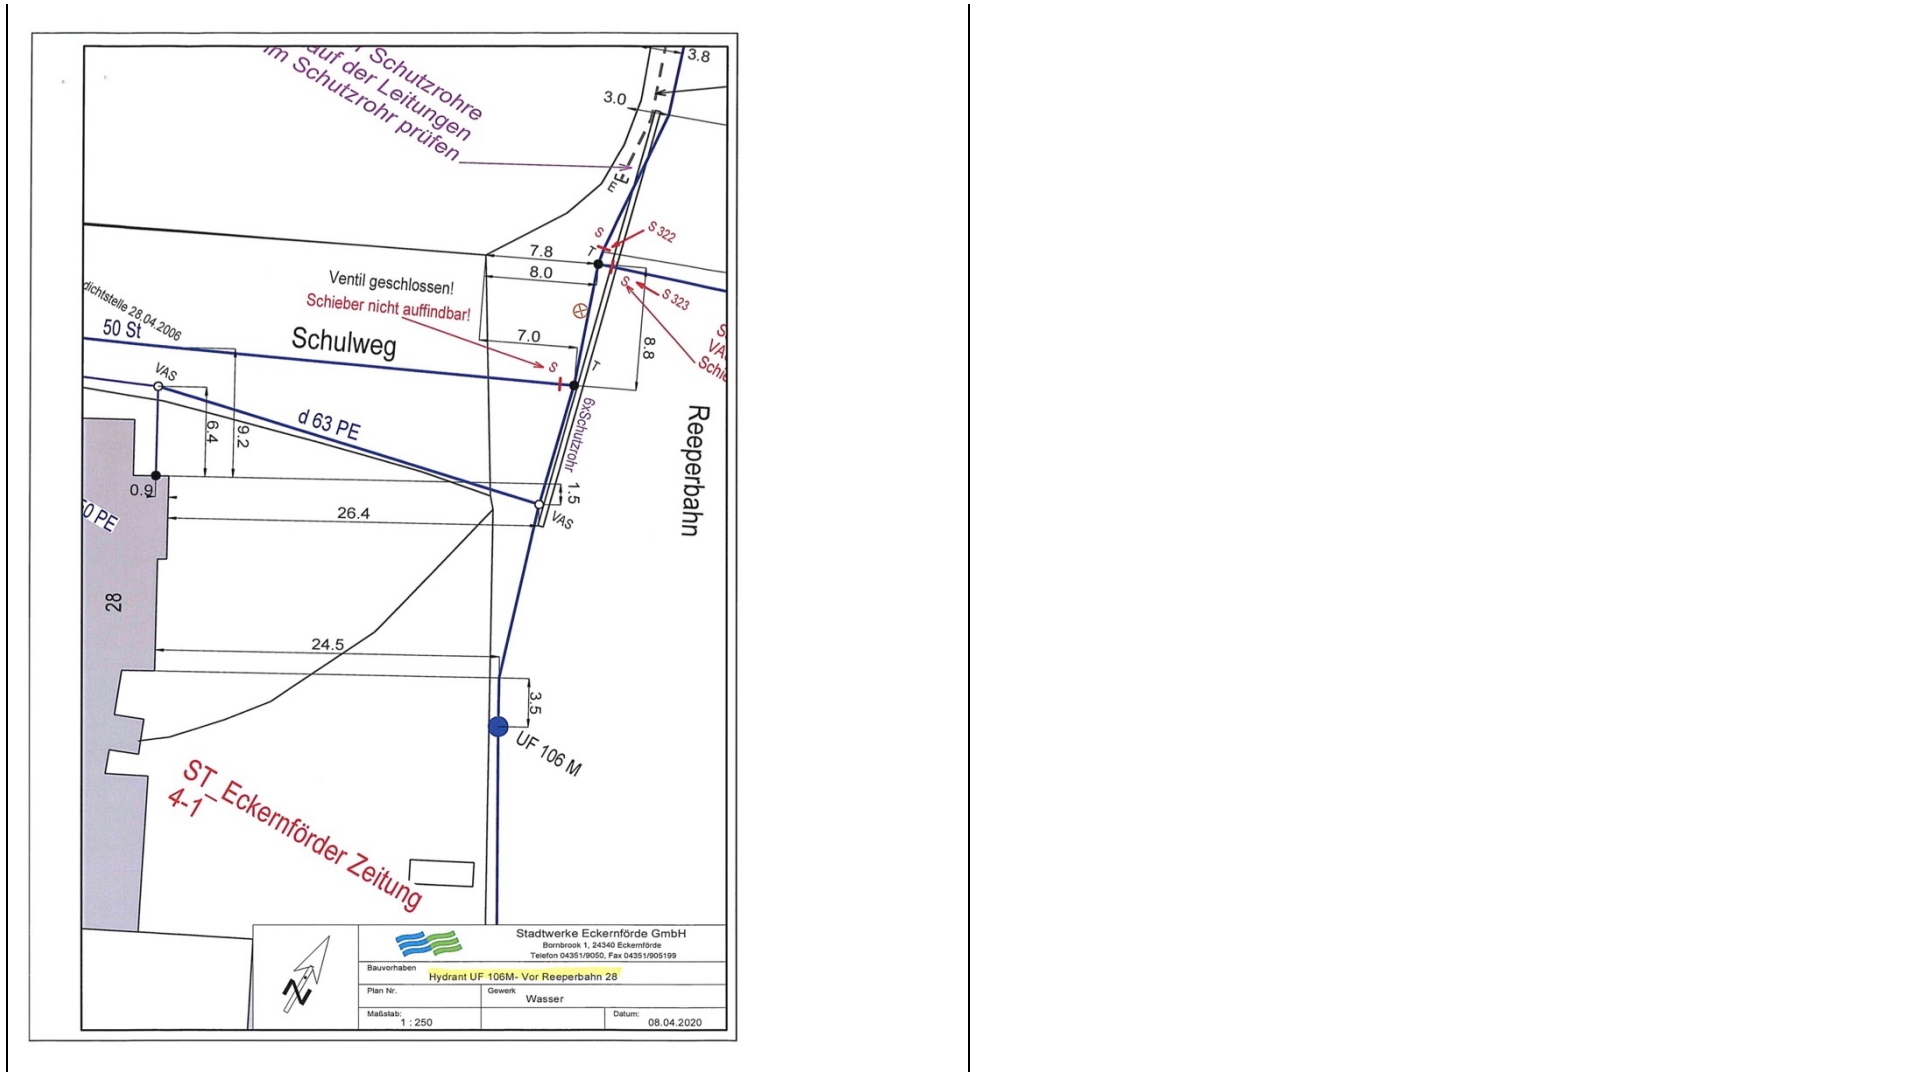 Schutzrohre
auf der Leitungen
im Schutzrohr prüfen
3.8
3.0
E
E
S
S 322
T
7.8
8.0
Ventil geschlossen!
Schieber nicht auffindbar!
S
S 323
dichtstelle 28.04.2006
50 St
Schulweg
7.0
8.8
S
T
VAS
6xSchutzrohr
Reeperbahn
d 63 PE
6.4
9.2
0.9
1.5
0 PE
26.4
VAS
28
24.5
3.5
UF 106 M
ST_Eckernförder Zeitung
4-1
N
Stadtwerke Eckernförde GmbH
Bornbrook 1, 24340 Eckernförde
Telefon 04351/9050, Fax 04351/905199
Bauvorhaben
Hydrant UF 106M- Vor Reeperbahn 28
Plan Nr.
Gewerk
Wasser
Maßstab:
1 : 250
Datum:
08.04.2020